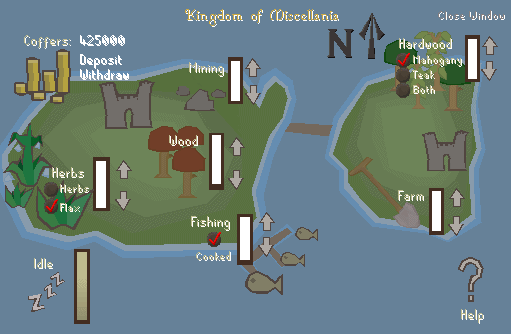 Kingdom of Miscellania
Close Window
Coffers: 425000
Deposit
Withdraw
N
Hardwood
Mahogany
Teak
Both
Mining
Wood
Herbs
Herbs
Flax
Farm
Fishing
Cooked
Idle
ZZZ
Help